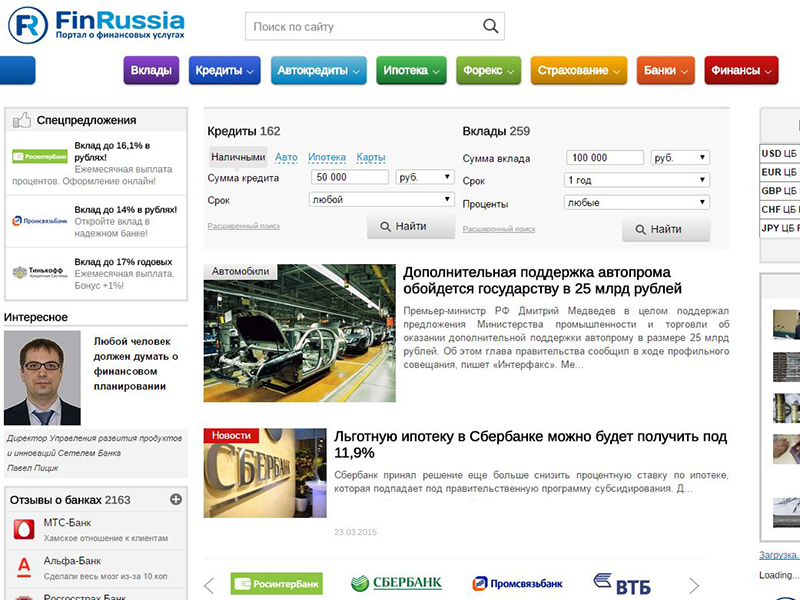 FinRussia
Портал о финансовых услугах
Поиск по сайту
Вклады
Кредиты
Автокредиты
Ипотека
Форекс
Страхование
Банки
Финансы
Спецпредложения
Росинтербанк
Вклад до 16,1% в
рублях!
Ежемесячная выплата
процентов. Оформление онлайн!
Промсвязьбанк
Вклад до 14% в рублях!
Откройте вклад в
надежном банке!
Тинькофф
Кредитные Системы
Вклад до 17% годовых
Ежемесячная выплата.
Бонус +1%!
Интересное
Любой человек
должен думать о
финансовом
планировании
Директор Управления развития продуктов
и инноваций Сетелем Банка
Павел Пицик
Отзывы о банках 2163
МТС-Банк
Хамское отношение к клиентам
Альфа-Банк
Сделали весь мозг из-за 10.коп
Росгосстрах Банк
Кредиты 162
Наличными Авто Ипотека Карты
Сумма кредита 50 000 руб.
Срок любой
Расширенный поиск Найти
Вклады 259
Сумма вклада 100 000 руб.
Срок 1 год
Проценты любые
Расширенный поиск Найти
Автомобили
Дополнительная поддержка автопрома
обойдется государству в 25 млрд рублей
Премьер-министр РФ Дмитрий Медведев в целом поддержал
предложения Министерства промышленности и торговли об
оказании дополнительной поддержки автопрому в размере 25 млрд
рублей. Об этом глава правительства сообщил в ходе профильного
совещания, пишет «Интерфакс». Ме...
Новости
СБЕРБАНК
Льготную ипотеку в Сбербанке можно будет получить под
11,9%
Сбербанк принял решение еще больше снизить процентную ставку по ипотеке,
которая подпадает под правительственную программу субсидирования. Д...
23.03.2015
Росинтербанк
СБЕРБАНК
Промсвязьбанк
ВТБ
USD ЦБ
EUR ЦБ
GBP ЦБ
CHF ЦБ
JPY ЦБ
Загрузка.
Loading...